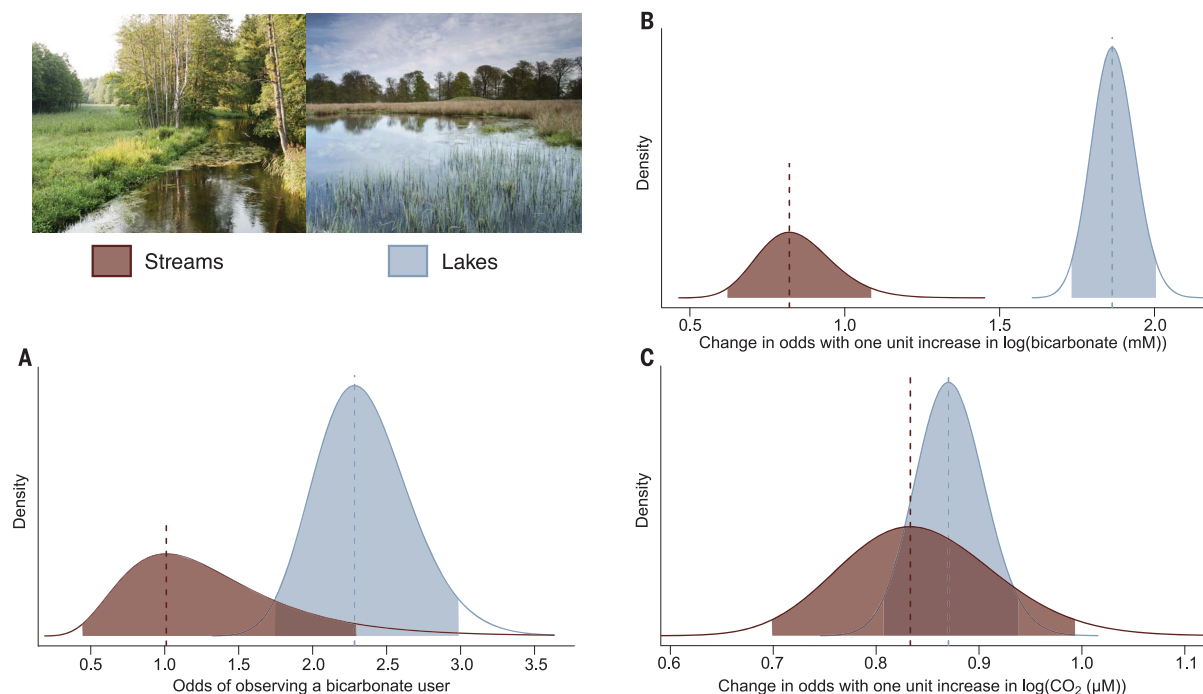 Streams
Lakes
B
Density
0.5 1.0 1.5 2.0
Change in odds with one unit increase in log(bicarbonate (mM))
A
Density
0.5 1.0 1.5 2.0 2.5 3.0 3.5
Odds of observing a bicarbonate user
C
Density
0.6 0.7 0.8 0.9 1.0 1.1
Change in odds with one unit increase in log(CO₂ (µM))